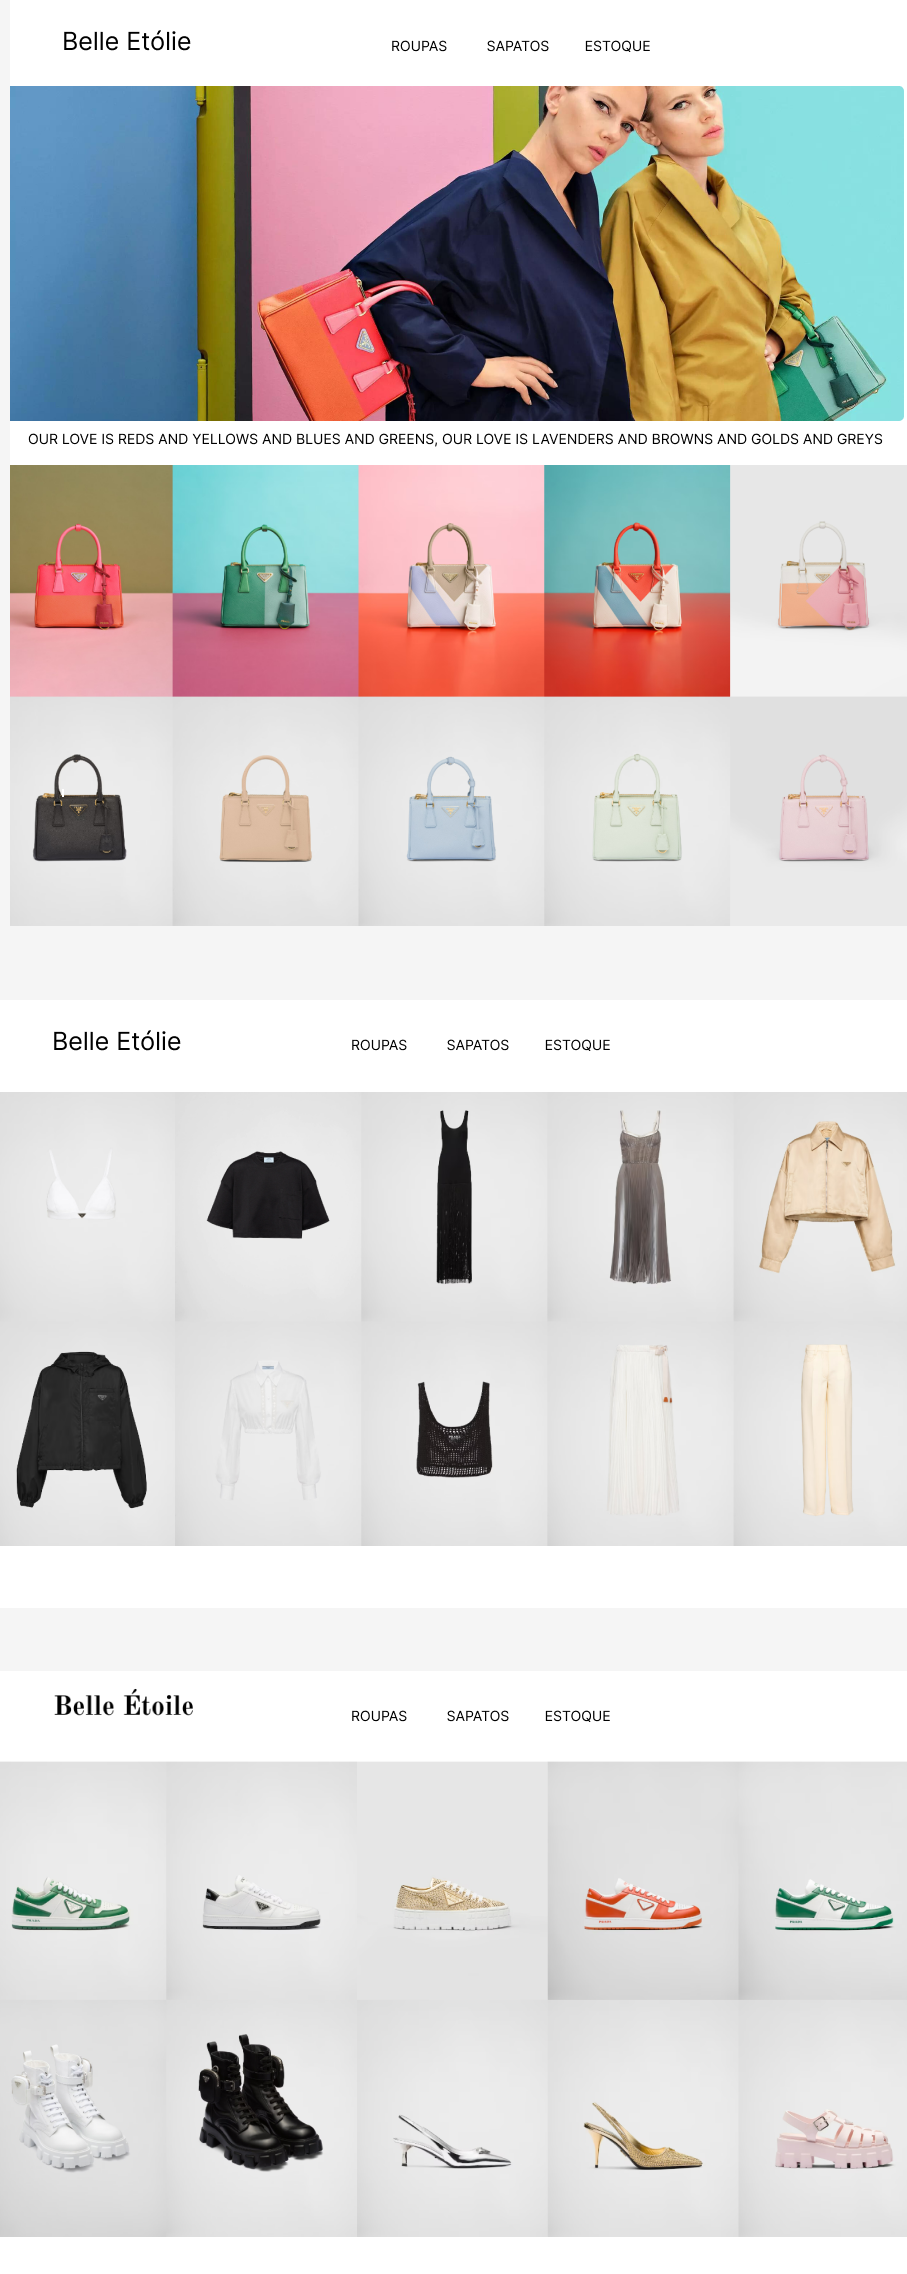 Belle Etólie
ROUPAS SAPATOS ESTOQUE
OUR LOVE IS REDS AND YELLOWS AND BLUES AND GREENS, OUR LOVE IS LAVENDERS AND BROWNS AND GOLDS AND GREYS
Belle Etólie
ROUPAS SAPATOS ESTOQUE
Belle Étoile
ROUPAS SAPATOS ESTOQUE